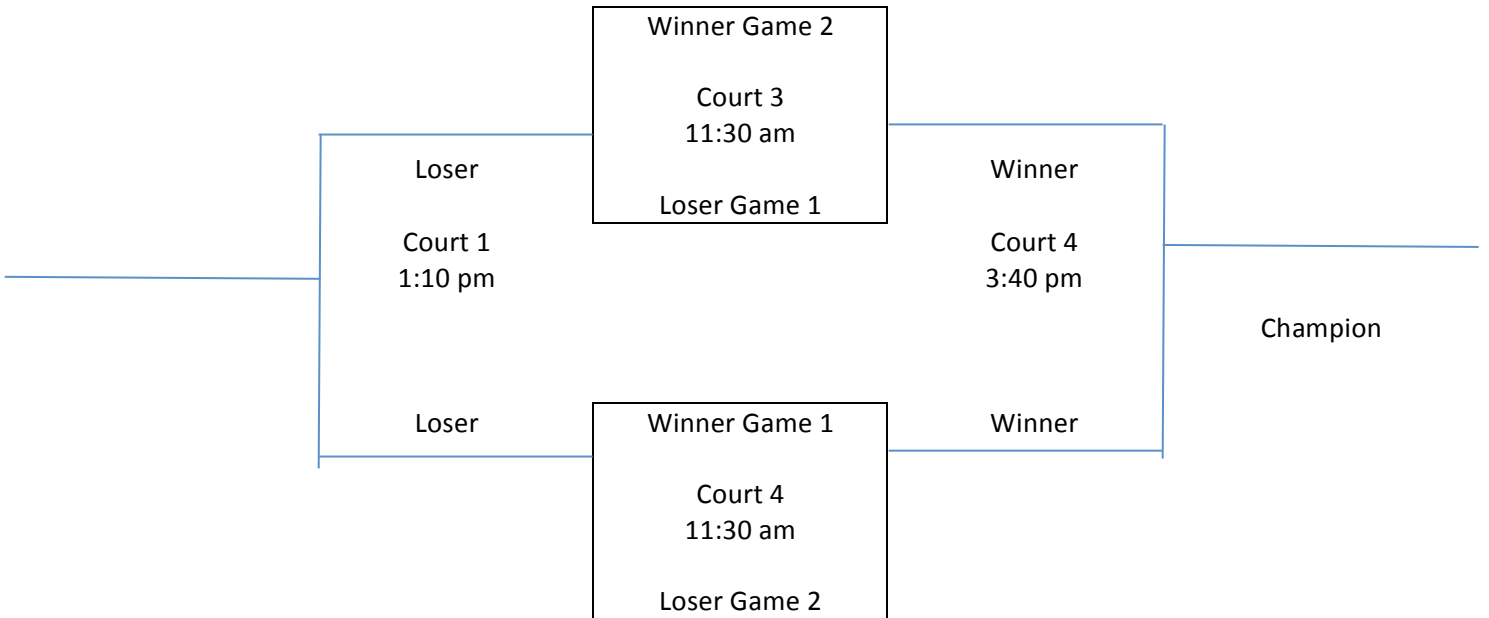 Winner Game 2
Court 3
11:30 am
Loser Game 1
Loser
Court 1
1:10 pm
Loser
Winner
Court 4
3:40 pm
Winner
Champion
Winner Game 1
Court 4
11:30 am
Loser Game 2